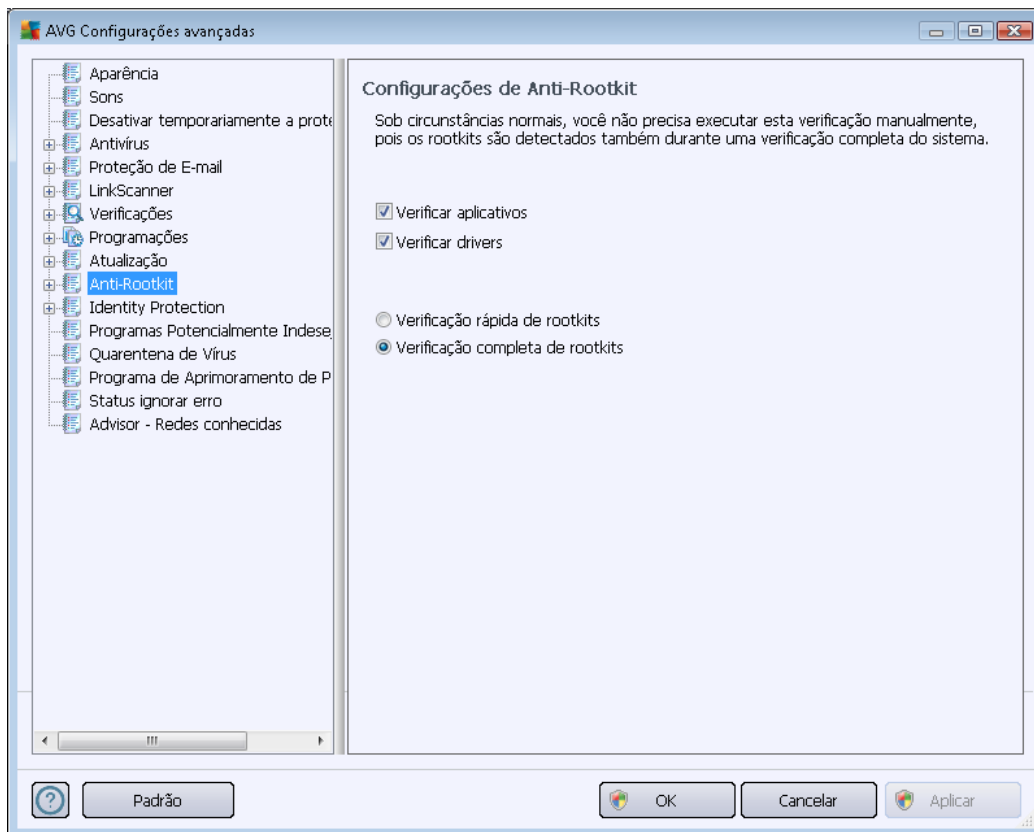 AVG Configurações avançadas
Aparência
Sons
Desativar temporariamente a prote
Antivírus
Proteção de E-mail
LinkScanner
Verificações
Programações
Atualização
Anti-Rootkit
Identity Protection
Programas Potencialmente Indese
Quarentena de Vírus
Programa de Aprimoramento de P
Status ignorar erro
Advisor - Redes conhecidas
Configurações de Anti-Rootkit
Sob circunstâncias normais, você não precisa executar esta verificação manualmente,
pois os rootkits são detectados também durante uma verificação completa do sistema.
Verificar aplicativos
Verificar drivers
Verificação rápida de rootkits
Verificação completa de rootkits
?
Padrão
OK
Cancelar
Aplicar